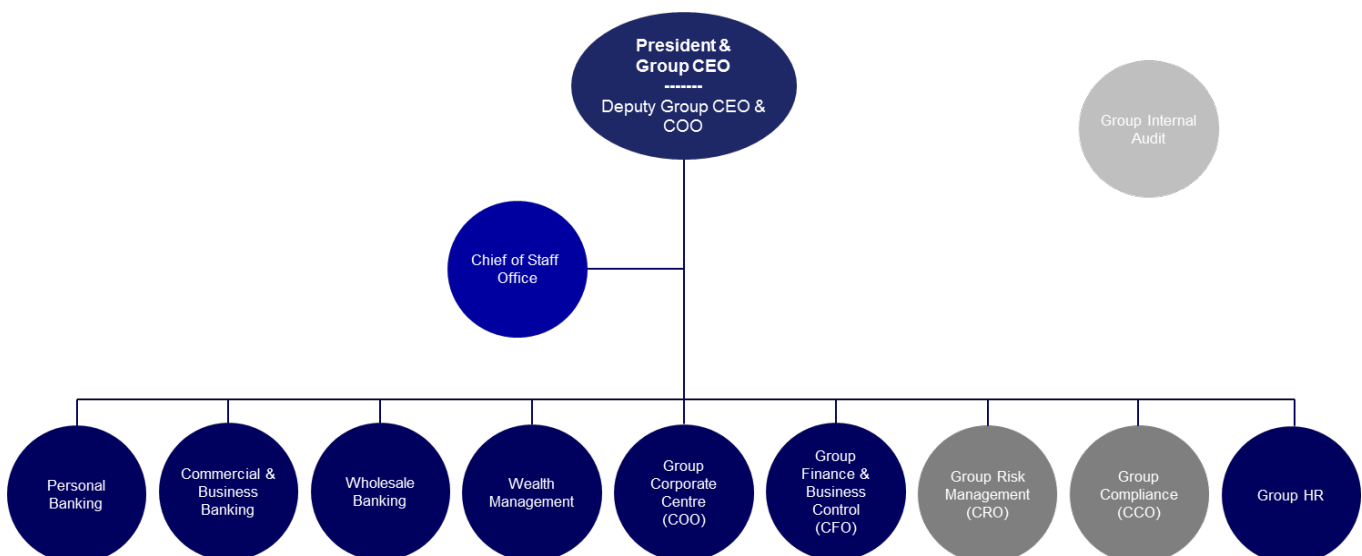 President &
Group CEO
-------
Deputy Group CEO &
COO
Group Internal
Audit
Chief of Staff
Office
Personal
Banking
Commercial &
Business
Banking
Wholesale
Banking
Wealth
Management
Group
Corporate
Centre
(COO)
Group
Finance &
Business
Control
(CFO)
Group Risk
Management
(CRO)
Group
Compliance
(CCO)
Group HR